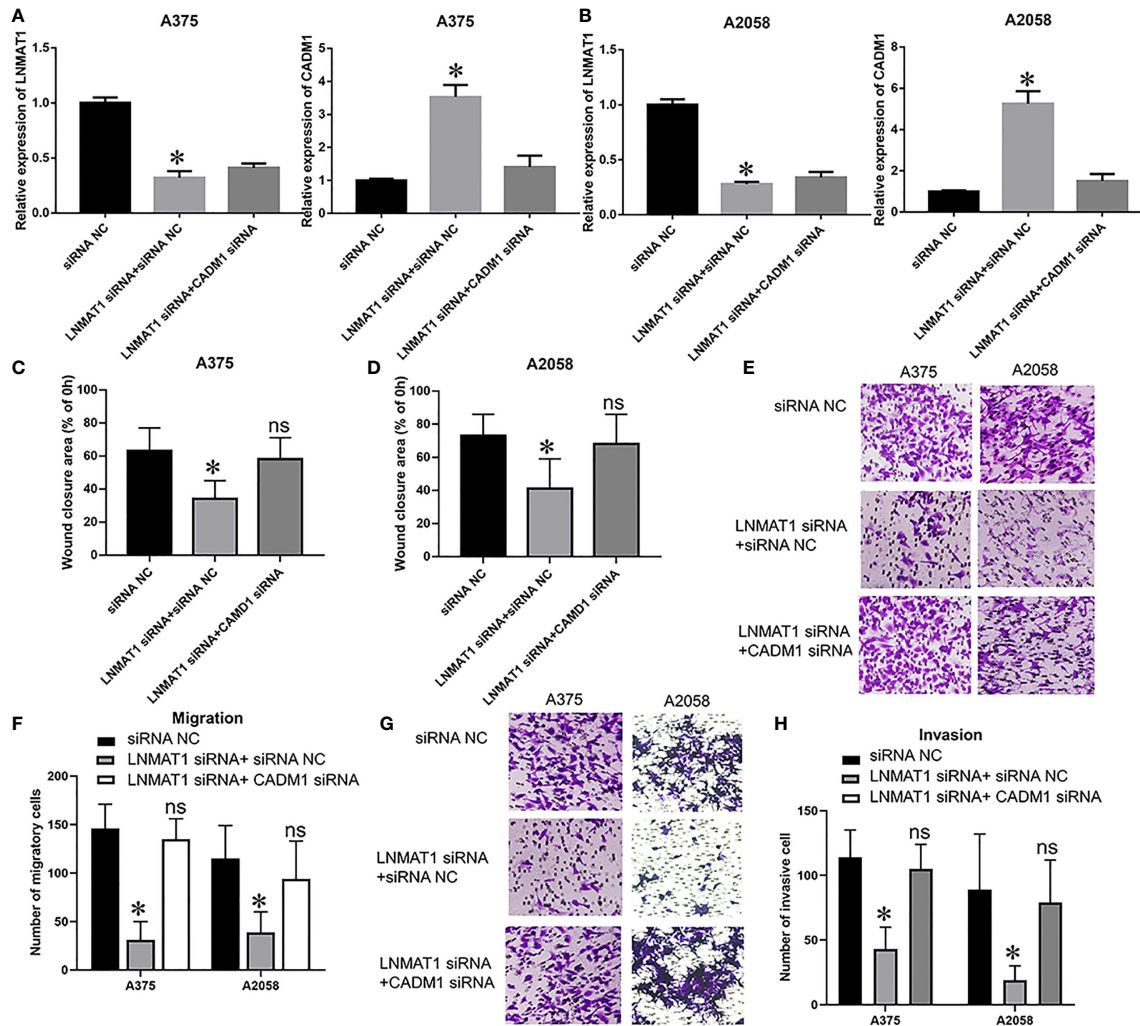 A
A375
Relative expression of LNMAT1
1.5
1.0
0.5
0.0
*
siRNA NC
LNMAT1 siRNA+siRNA NC
LNMAT1 siRNA+CADM1 siRNA
A375
Relative expression of CADM1
5
4
3
2
1
0
*
siRNA NC
LNMAT1 siRNA+siRNA NC
LNMAT1 siRNA+CADM1 siRNA
B
A2058
Relative expression of LNMAT1
1.5
1.0
0.5
0.0
*
siRNA NC
LNMAT1 siRNA+siRNA NC
LNMAT1 siRNA+CADM1 siRNA
A2058
Relative expression of CADM1
8
6
4
2
0
*
siRNA NC
LNMAT1 siRNA+siRNA NC
LNMAT1 siRNA+CADM1 siRNA
C
A375
Wound closure area (% of 0h)
100
80
60
40
20
0
*
ns
siRNA NC
LNMAT1 siRNA+siRNA NC
LNMAT1 siRNA+CAMD1 siRNA
D
A2058
Wound closure area (% of 0h)
100
80
60
40
20
0
*
ns
siRNA NC
LNMAT1 siRNA+siRNA NC
LNMAT1 siRNA+CAMD1 siRNA
E
A375
A2058
siRNA NC
LNMAT1 siRNA
+siRNA NC
LNMAT1 siRNA
+CADM1 siRNA
F
Migration
siRNA NC
LNMAT1 siRNA+ siRNA NC
LNMAT1 siRNA+ CADM1 siRNA
Number of migratory cells
200
150
100
50
0
*
ns
*
ns
A375
A2058
G
A375
A2058
siRNA NC
LNMAT1 siRNA
+siRNA NC
LNMAT1 siRNA
+CADM1 siRNA
H
Invasion
siRNA NC
LNMAT1 siRNA+ siRNA NC
LNMAT1 siRNA+ CADM1 siRNA
Number of invasive cell
150
100
50
0
*
ns
*
ns
A375
A2058